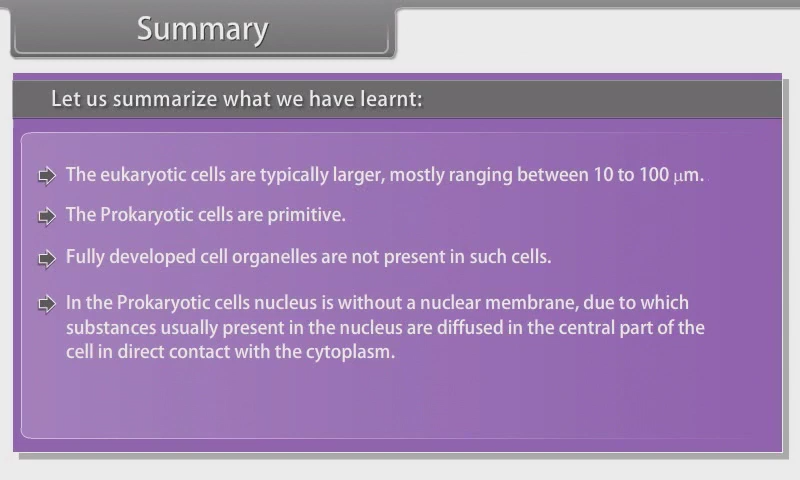 Summary
Let us summarize what we have learnt:
The eukaryotic cells are typically larger, mostly ranging between 10 to 100 μm.
The Prokaryotic cells are primitive.
Fully developed cell organelles are not present in such cells.
In the Prokaryotic cells nucleus is without a nuclear membrane, due to which
substances usually present in the nucleus are diffused in the central part of the
cell in direct contact with the cytoplasm.